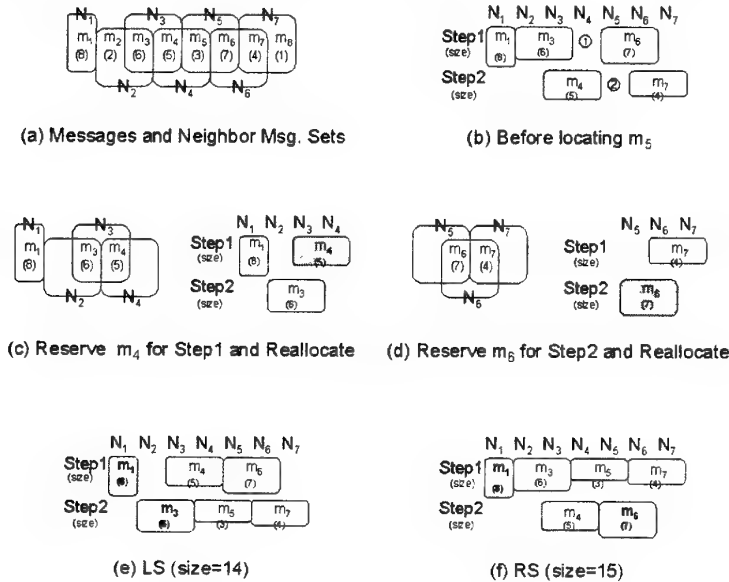 N1 N3 N5 N7
m1 m2 m3 m4 m5 m6 m7 m8
(8) (2) (6) (5) (3) (7) (4) (1)
N2 N4 N6
(a) Messages and Neighbor Msg. Sets
N1 N2 N3 N4 N5 N6 N7
Step1 m1 m3 ① m6
(size) (8) (6) (7)
Step2 m4 ② m7
(size) (5) (4)
(b) Before locating m5
N1 N3
m1 m3 m4
(8) (6) (5)
N2 N4
N1 N2 N3 N4
Step1 m1 m4
(size) (8) (5)
Step2 m3
(size) (6)
(c) Reserve m4 for Step1 and Reallocate
N5 N7
m6 m7
(7) (4)
N6
N5 N6 N7
Step1 m7
(size) (4)
Step2 m6
(size) (7)
(d) Reserve m6 for Step2 and Reallocate
N1 N2 N3 N4 N5 N6 N7
Step1 m1 m4 m6
(size) (8) (5) (7)
Step2 m3 m5 m7
(size) (6) (3) (4)
(e) LS (size=14)
N1 N2 N3 N4 N5 N6 N7
Step1 m1 m3 m5 m7
(size) (8) (6) (3) (4)
Step2 m4 m6
(size) (5) (7)
(f) RS (size=15)